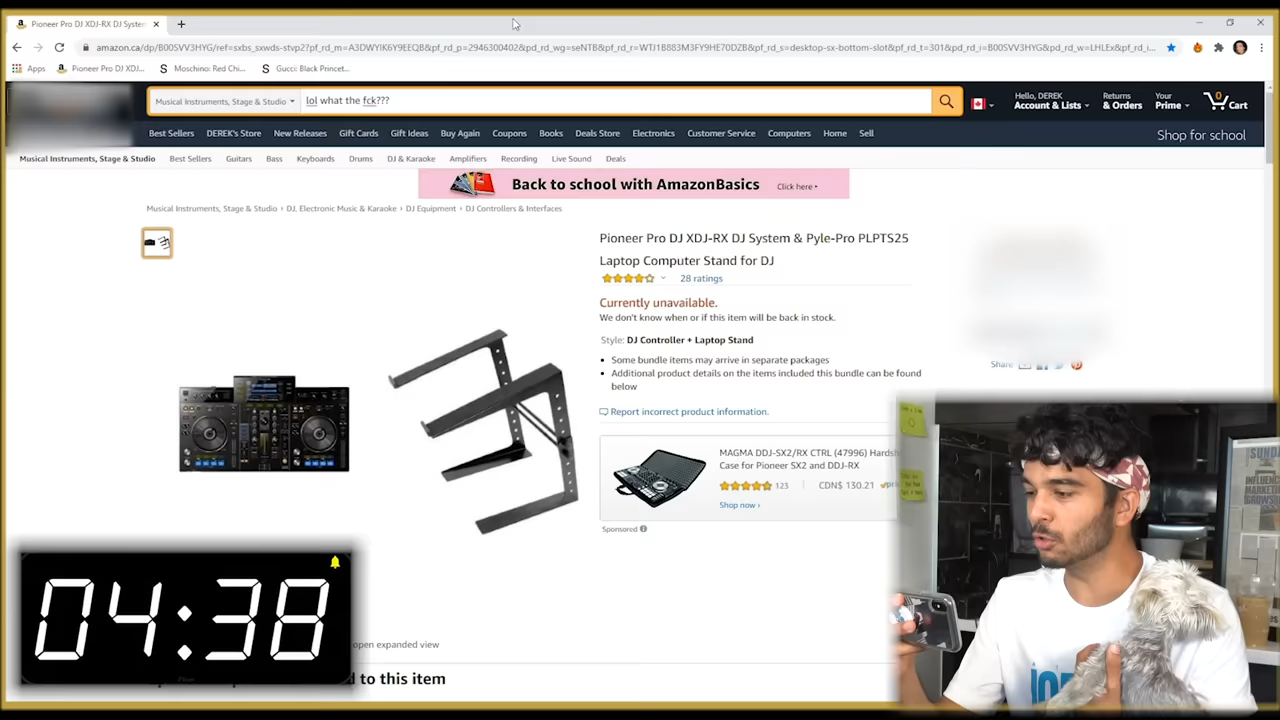 Pioneer Pro DJ XDJ-RX DJ System
amazon.ca/dp/B00SVV3HYG/ref=sxbs_sxwds-stvp2?pf_rd_m=A3DWYIK6Y9EEQB&pf_rd_p=2946300402&pd_rd_wg=seNTB&pf_rd_r=WTJ1B883M3FY9HE70DZB&pf_rd_s=desktop-sx-bottom-slot&pf_rd_t=301&pd_rd_i=B00SVV3HYG&pd_rd_w=LHLEx&pf_rd_i=...
Apps Pioneer Pro DJ XDJ... Moschino: Red Chi... Gucci: Black Princet...
Musical Instruments, Stage & Studio lol what the fck???
Hello, DEREK
Account & Lists
Returns
& Orders
Your
Prime
0
Cart
Best Sellers DEREK's Store New Releases Gift Cards Gift Ideas Buy Again Coupons Books Deals Store Electronics Customer Service Computers Home Sell Shop for school
Musical Instruments, Stage & Studio Best Sellers Guitars Bass Keyboards Drums DJ & Karaoke Amplifiers Recording Live Sound Deals
Back to school with AmazonBasics Click here ▸
Musical Instruments, Stage & Studio › DJ, Electronic Music & Karaoke › DJ Equipment › DJ Controllers & Interfaces
Pioneer Pro DJ XDJ-RX DJ System & Pyle-Pro PLPTS25
Laptop Computer Stand for DJ
28 ratings
Currently unavailable.
We don't know when or if this item will be back in stock.
Style: DJ Controller + Laptop Stand
• Some bundle items may arrive in separate packages
• Additional product details on the items included this bundle can be found
below
Share
Report incorrect product information.
MAGMA DDJ-SX2/RX CTRL (47996) Hardsh
Case for Pioneer SX2 and DDJ-RX
123 CDN$ 130.21
Shop now ›
Sponsored
04:38
open expanded view
d to this item
SUNDA
INFLUENC
MARKETING
GROWS